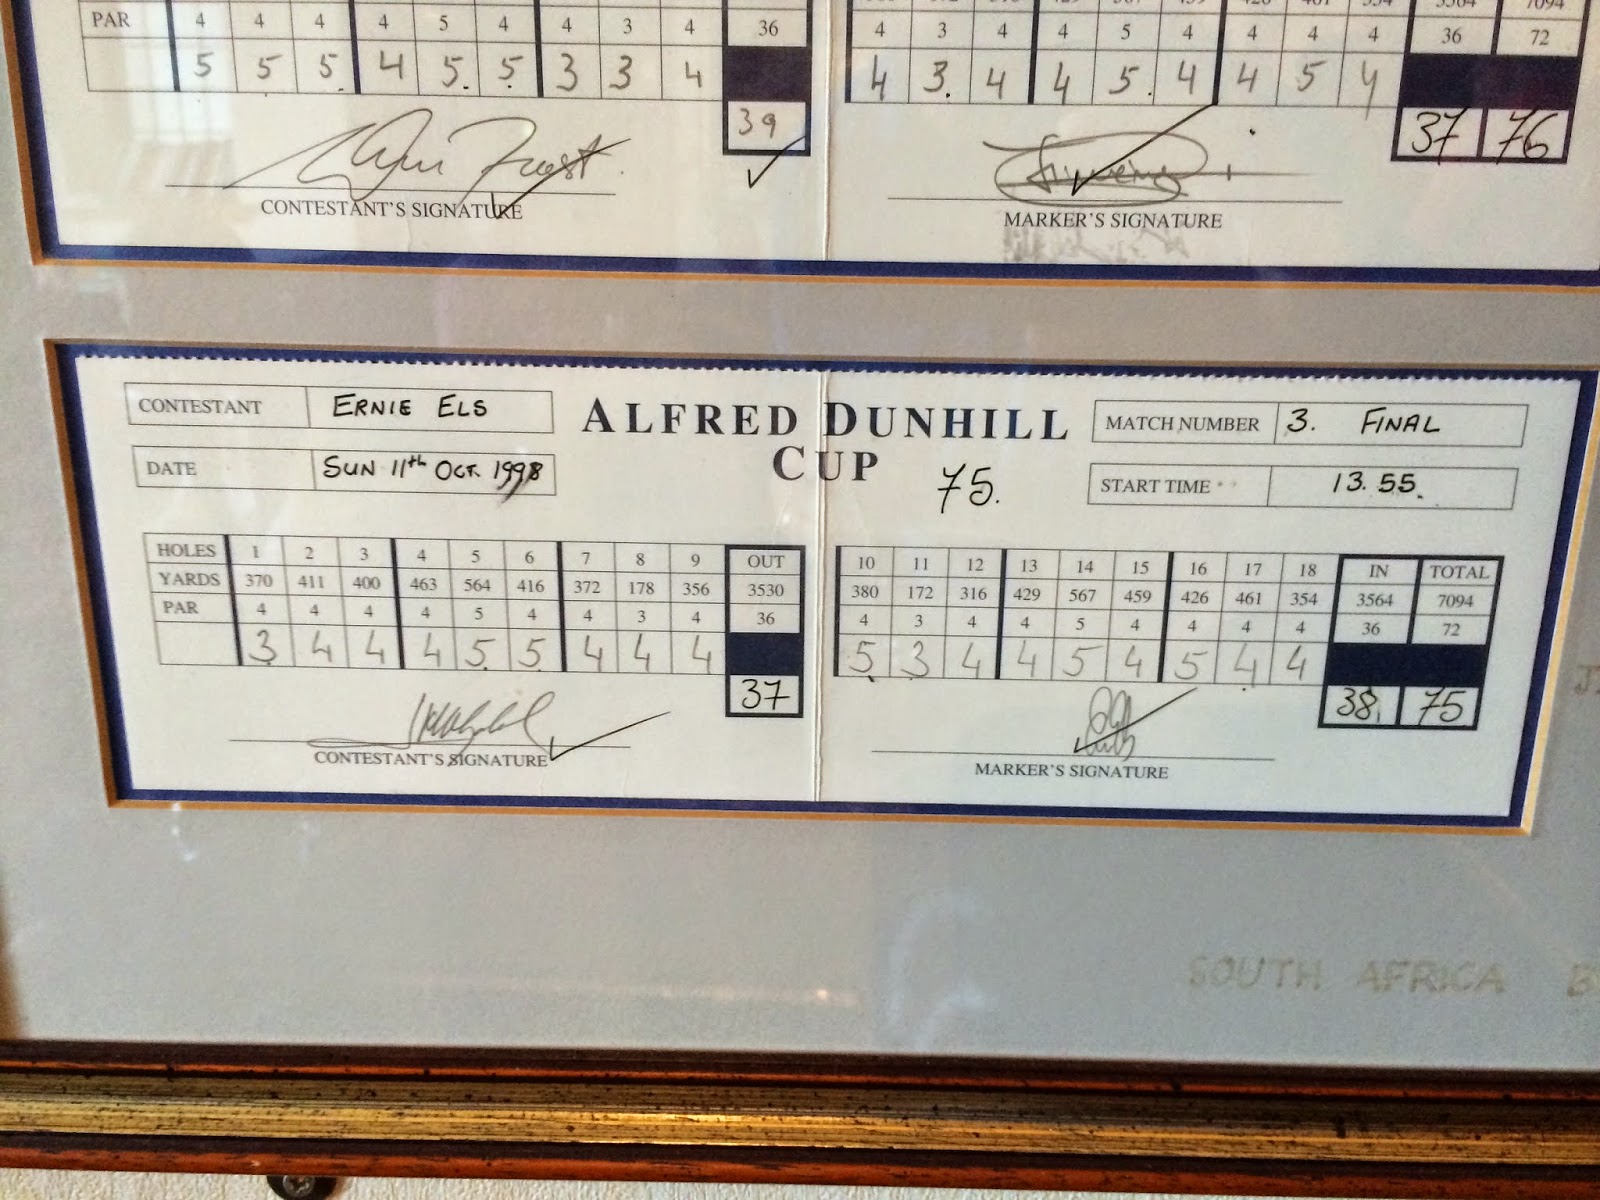 3564 7094
PAR 4 4 4 4 5 4 4 3 4 36 4 3 4 4 5 4 4 4 4 36 72
5 5 5 4 5 5 3 3 4 4 3 4 4 5 4 4 5 4
39 37 76
CONTESTANT'S SIGNATURE MARKER'S SIGNATURE
CONTESTANT ERNIE ELS
DATE SUN 11th OCT 1998
ALFRED DUNHILL
CUP
75.
MATCH NUMBER 3. FINAL
START TIME 13.55.
HOLES 1 2 3 4 5 6 7 8 9 OUT 10 11 12 13 14 15 16 17 18 IN TOTAL
YARDS 370 411 400 463 564 416 372 178 356 3530 380 172 316 429 567 459 426 461 354 3564 7094
PAR 4 4 4 4 5 4 4 3 4 36 4 3 4 4 5 4 4 4 4 36 72
3 4 4 4 5 5 4 4 4 5 3 4 4 5 4 5 4 4
37 38 75
CONTESTANT'S SIGNATURE MARKER'S SIGNATURE
SOUTH AFRICA